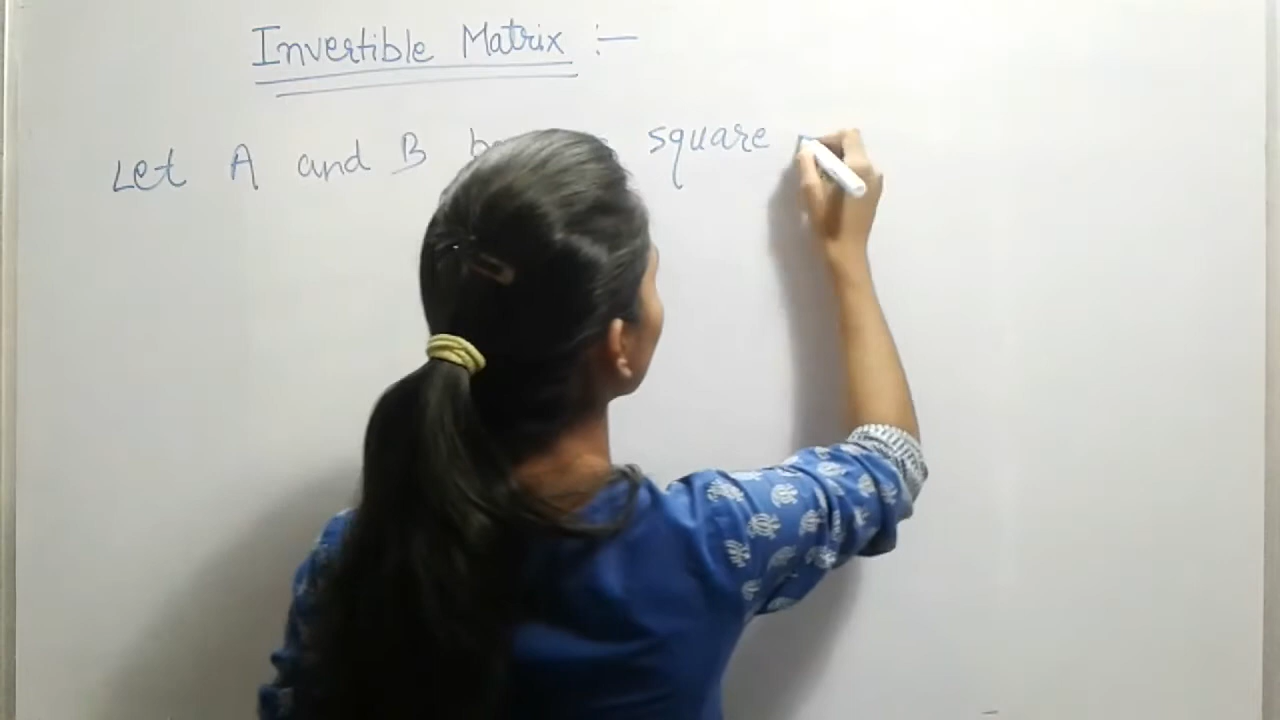 Invertible Matrix :-
Let A and B square